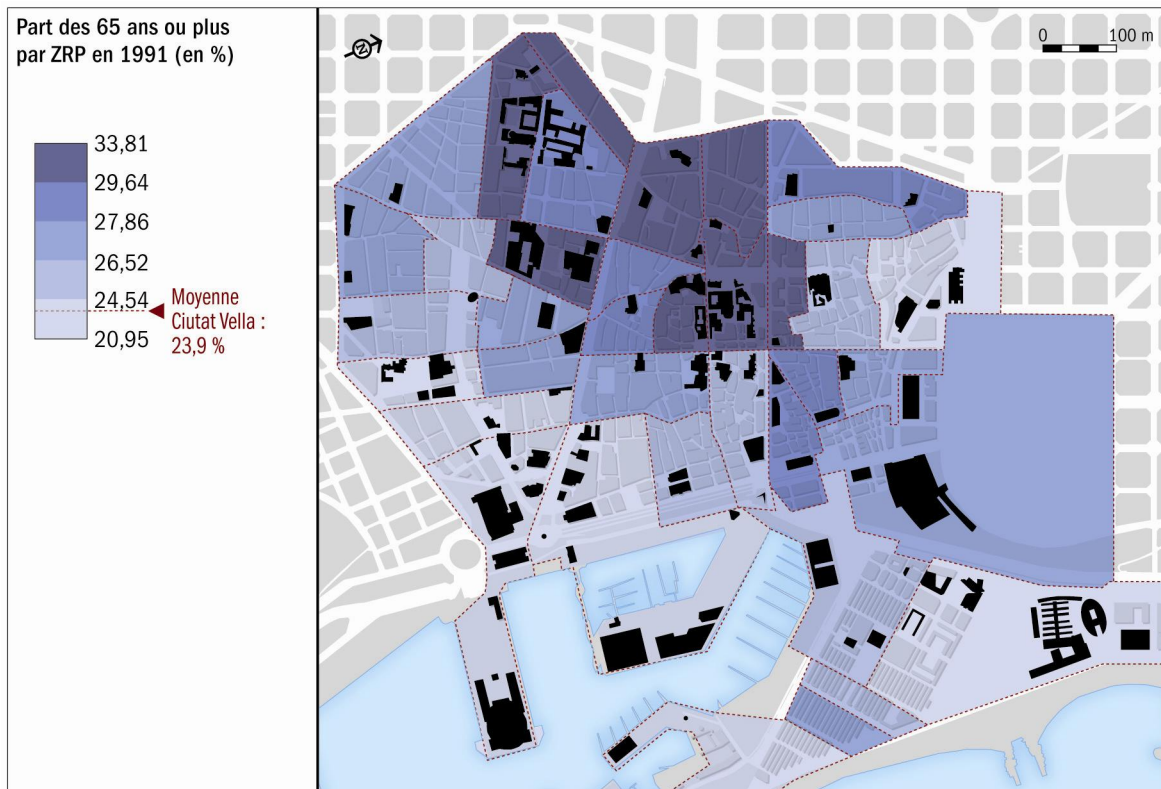 Part des 65 ans ou plus
par ZRP en 1991 (en %)
33,81
29,64
27,86
26,52
24,54
20,95
Moyenne
Ciutat Vella :
23,9 %
N
0 100 m